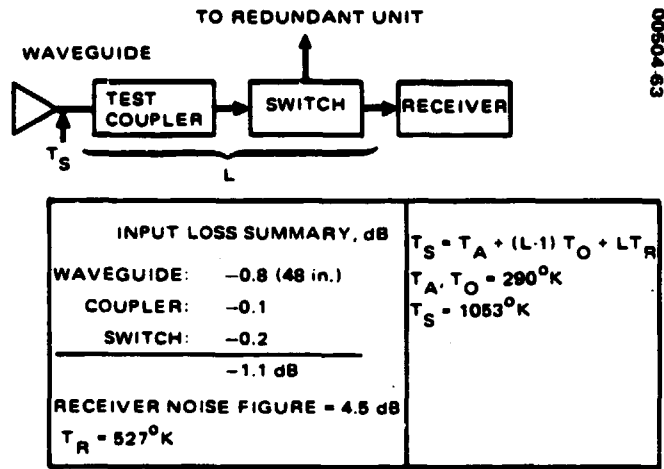 TO REDUNDANT UNIT
00504-63
WAVEGUIDE
TEST COUPLER
SWITCH
RECEIVER
T_S
L
INPUT LOSS SUMMARY, dB
WAVEGUIDE: -0.8 (48 in.)
COUPLER: -0.1
SWITCH: -0.2
-1.1 dB
RECEIVER NOISE FIGURE = 4.5 dB
T_R = 527°K
T_S = T_A + (L-1) T_O + LT_R
T_A, T_O = 290°K
T_S = 1053°K